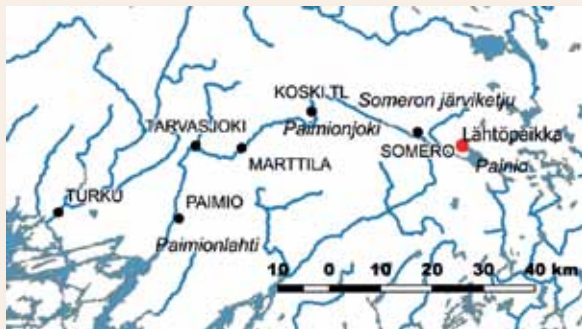 KOSKI.TL
Someron järviketju
TARVASJOKI
Paimionjoki
Lähtöpaikka
SOMERO
MARTTILA
Painio
TURKU
PAIMIO
Paimionlahti
10 0 10 20 30 40 km